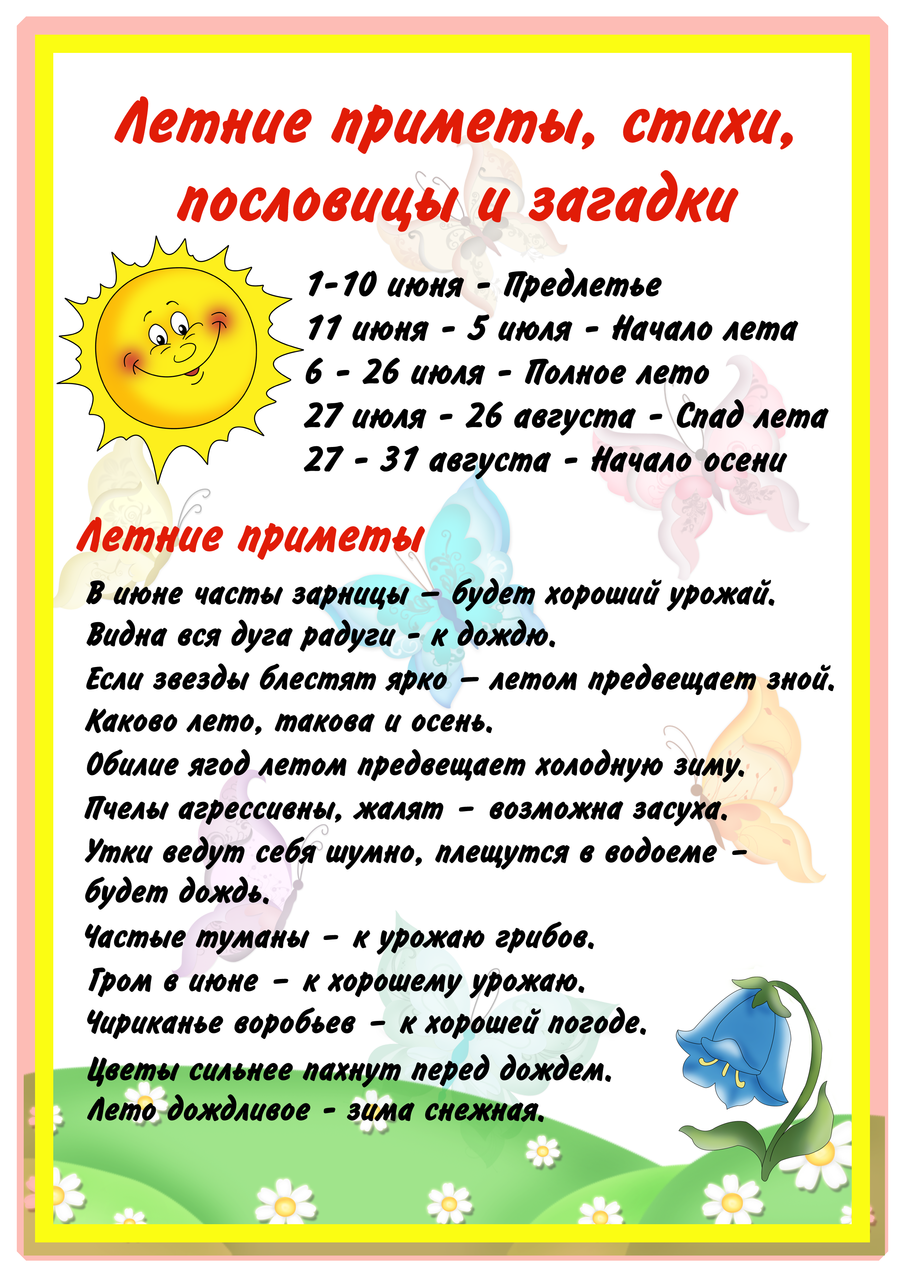 Летние приметы, стихи,
пословицы и загадки
1-10 июня - Предлетье
11 июня - 5 июля - Начало лета
6 - 26 июля - Полное лето
27 июля - 26 августа - Спад лета
27 - 31 августа - Начало осени
Летние приметы
В июне часты зарницы – будет хороший урожай.
Видна вся дуга радуги - к дождю.
Если звезды блестят ярко – летом предвещает зной.
Каково лето, такова и осень.
Обилие ягод летом предвещает холодную зиму.
Пчелы агрессивны, жалят – возможна засуха.
Утки ведут себя шумно, плещутся в водоеме –
будет дождь.
Частые туманы – к урожаю грибов.
Гром в июне – к хорошему урожаю.
Чириканье воробьев – к хорошей погоде.
Цветы сильнее пахнут перед дождем.
Лето дождливое - зима снежная.